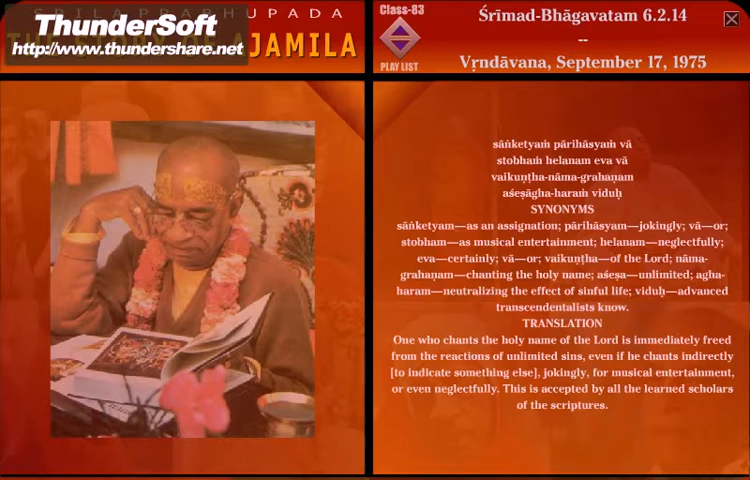 SRILA PRABHUPADA
THE STORY OF AJAMILA
ThunderSoft
http://www.thundershare.net
Class-63
PLAY LIST
Śrīmad-Bhāgavatam 6.2.14
--
Vṛndāvana, September 17, 1975
sāṅketyaṁ pārihāsyaṁ vā
stobhaṁ helanam eva vā
vaikuṇṭha-nāma-grahaṇam
aśeṣāgha-haraṁ viduḥ
SYNONYMS
sāṅketyam—as an assignation; pārihāsyam—jokingly; vā—or;
stobham—as musical entertainment; helanam—neglectfully;
eva—certainly; vā—or; vaikuṇṭha—of the Lord; nāma-
grahaṇam—chanting the holy name; aśeṣa—unlimited; agha-
haram—neutralizing the effect of sinful life; viduḥ—advanced
transcendentalists know.
TRANSLATION
One who chants the holy name of the Lord is immediately freed
from the reactions of unlimited sins, even if he chants indirectly
[to indicate something else], jokingly, for musical entertainment,
or even neglectfully. This is accepted by all the learned scholars
of the scriptures.